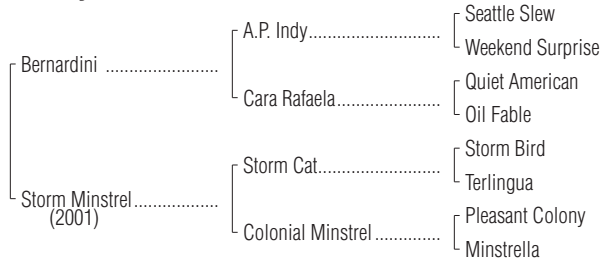 Seattle Slew
A.P. Indy..............................
Weekend Surprise
Bernardini .........................
Quiet American
Cara Rafaela.......................
Oil Fable
Storm Bird
Storm Cat...........................
Terlingua
Storm Minstrel...................
(2001)
Pleasant Colony
Colonial Minstrel ...............
Minstrella